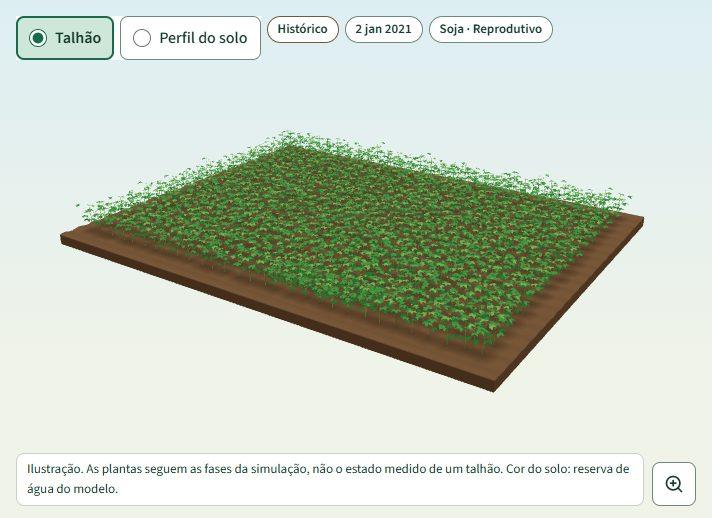 Talhão
Perfil do solo
Histórico
2 jan 2021
Soja · Reprodutivo
Ilustração. As plantas seguem as fases da simulação, não o estado medido de um talhão. Cor do solo: reserva de
água do modelo.